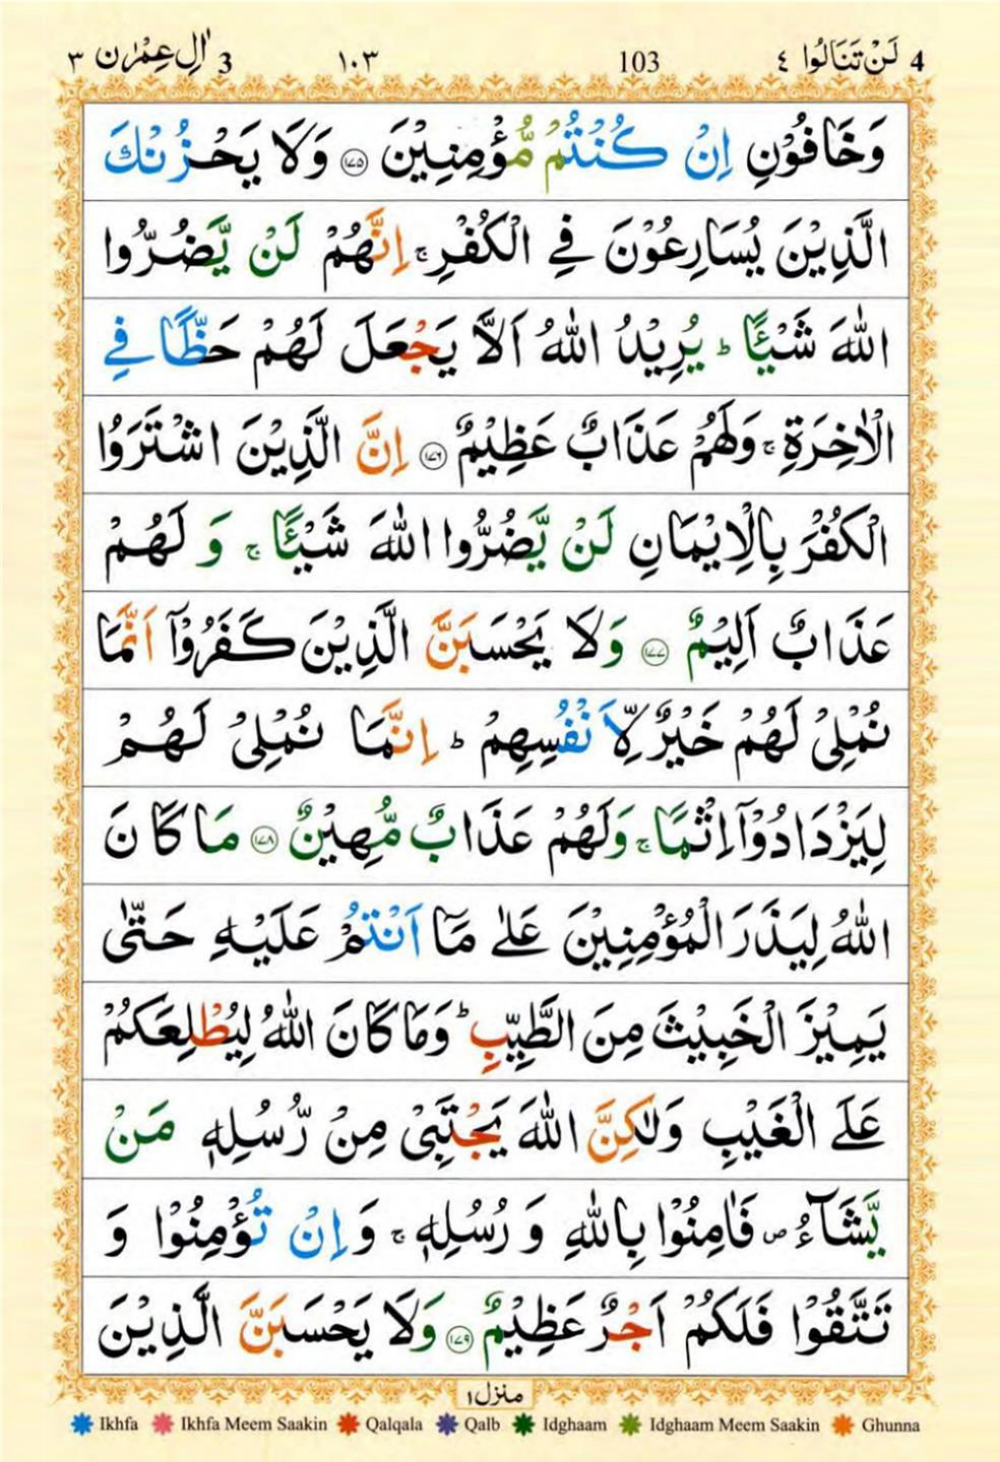 4 لَنْ تَنَالُوا ٤ 103 ١٠٣ 3 اٰلِ عِمْرٰن ٣
وَخَافُوْنِ اِنْ كُنْتُمْ مُّؤْمِنِيْنَ ۝١٧٥ وَلَا يَحْزُنْكَ
الَّذِيْنَ يُسَارِعُوْنَ فِي الْكُفْرِ ۚ اِنَّهُمْ لَنْ يَّضُرُّوا
اللّٰهَ شَيْـًٔا ؕ يُرِيْدُ اللّٰهُ اَلَّا يَجْعَلَ لَهُمْ حَظًّا فِي
الْاٰخِرَةِ ۚ وَلَهُمْ عَذَابٌ عَظِيْمٌ ۝١٧٦ اِنَّ الَّذِيْنَ اشْتَرَوُا
الْكُفْرَ بِالْاِيْمَانِ لَنْ يَّضُرُّوا اللّٰهَ شَيْـًٔا ۚ وَ لَهُمْ
عَذَابٌ اَلِيْمٌ ۝١٧٧ وَلَا يَحْسَبَنَّ الَّذِيْنَ كَفَرُوْٓا اَنَّمَا
نُمْلِيْ لَهُمْ خَيْرٌ لِّاَنْفُسِهِمْ ؕ اِنَّمَا نُمْلِيْ لَهُمْ
لِيَزْدَادُوْٓا اِثْمًا ۚ وَلَهُمْ عَذَابٌ مُّهِيْنٌ ۝١٧٨ مَا كَانَ
اللّٰهُ لِيَذَرَ الْمُؤْمِنِيْنَ عَلٰى مَآ اَنْتُمْ عَلَيْهِ حَتّٰى
يَمِيْزَ الْخَبِيْثَ مِنَ الطَّيِّبِ ؕ وَمَا كَانَ اللّٰهُ لِيُطْلِعَكُمْ
عَلَى الْغَيْبِ وَلٰكِنَّ اللّٰهَ يَجْتَبِيْ مِنْ رُّسُلِهٖ مَنْ
يَّشَآءُ ۪ فَاٰمِنُوْا بِاللّٰهِ وَ رُسُلِهٖ ۚ وَ اِنْ تُؤْمِنُوْا وَ
تَتَّقُوْا فَلَكُمْ اَجْرٌ عَظِيْمٌ ۝١٧٩ وَلَا يَحْسَبَنَّ الَّذِيْنَ
منزل ١
Ikhfa Ikhfa Meem Saakin Qalqala Qalb Idghaam Idghaam Meem Saakin Ghunna